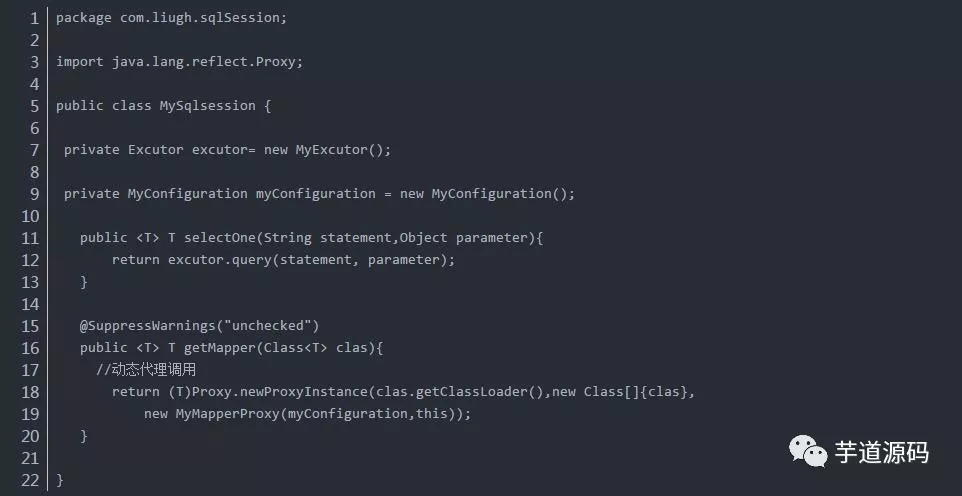 1 package com.liugh.sqlSession;
2
3 import java.lang.reflect.Proxy;
4
5 public class MySqlsession {
6
7 private Excutor excutor= new MyExcutor();
8
9 private MyConfiguration myConfiguration = new MyConfiguration();
10
11 public <T> T selectOne(String statement,Object parameter){
12 return excutor.query(statement, parameter);
13 }
14
15 @SuppressWarnings("unchecked")
16 public <T> T getMapper(Class<T> clas){
17 //动态代理调用
18 return (T)Proxy.newProxyInstance(clas.getClassLoader(),new Class[]{clas},
19 new MyMapperProxy(myConfiguration,this));
20 }
21
22 }
芋道源码